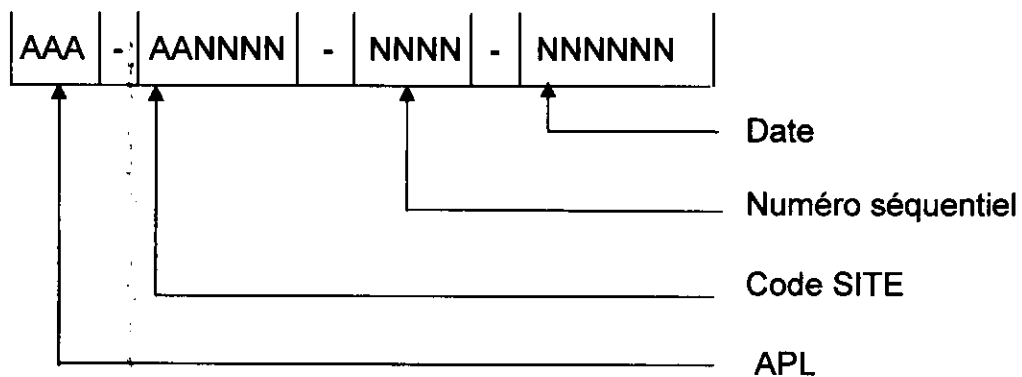 AAA - AANNNN - NNNN - NNNNNN
Date
Numéro séquentiel
Code SITE
APL